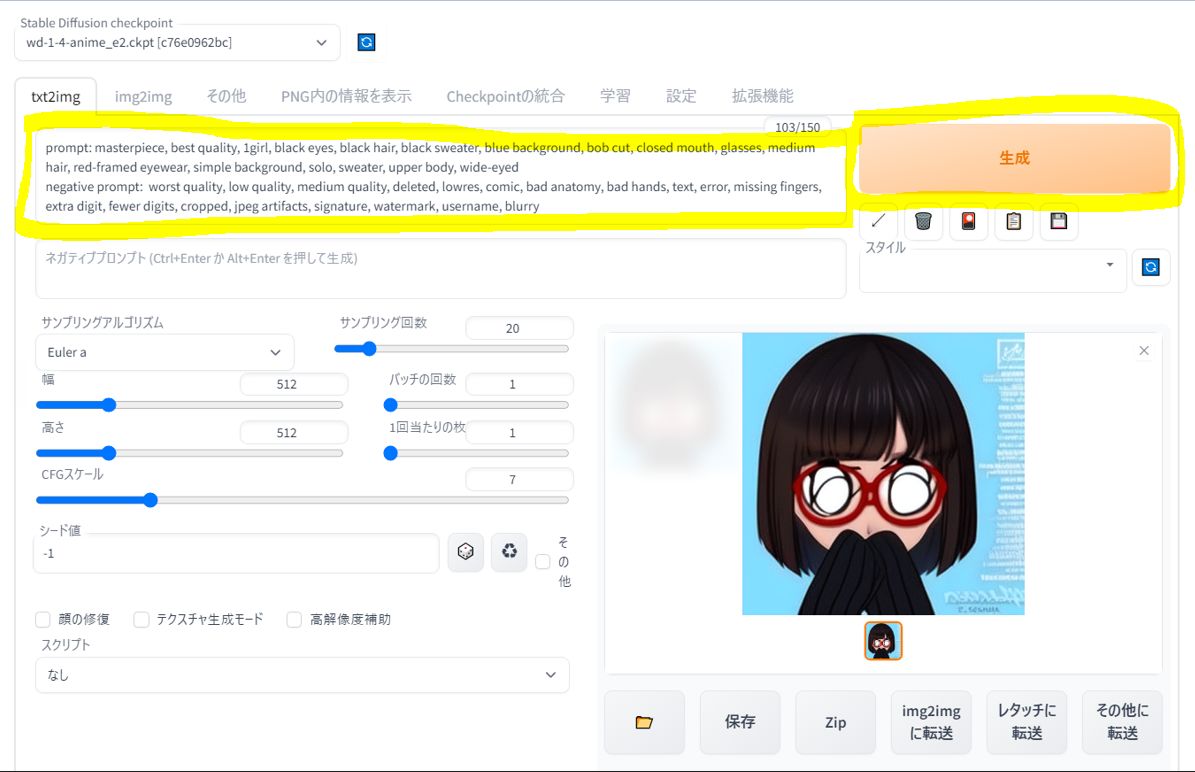 Stable Diffusion checkpoint
wd-1-4-anime_e2.ckpt [c76e0962bc]
txt2img img2img その他 PNG内の情報を表示 Checkpointの統合 学習 設定 拡張機能
103/150
prompt: masterpiece, best quality, 1girl, black eyes, black hair, black sweater, blue background, bob cut, closed mouth, glasses, medium
hair, red-framed eyewear, simple background, solo, sweater, upper body, wide-eyed
negative prompt: worst quality, low quality, medium quality, deleted, lowres, comic, bad anatomy, bad hands, text, error, missing fingers,
extra digit, fewer digits, cropped, jpeg artifacts, signature, watermark, username, blurry
生成
ネガティブプロンプト (Ctrl+Enter か Alt+Enter を押して生成)
スタイル
サンプリングアルゴリズム
Euler a
サンプリング回数
20
幅
512
バッチの回数
1
高さ
512
1回当たりの枚
1
CFGスケール
7
シード値
-1
その他
顔の修復 テクスチャ生成モード 高解像度補助
スクリプト
なし
保存
Zip
img2img
に転送
レタッチに
転送
その他に
転送